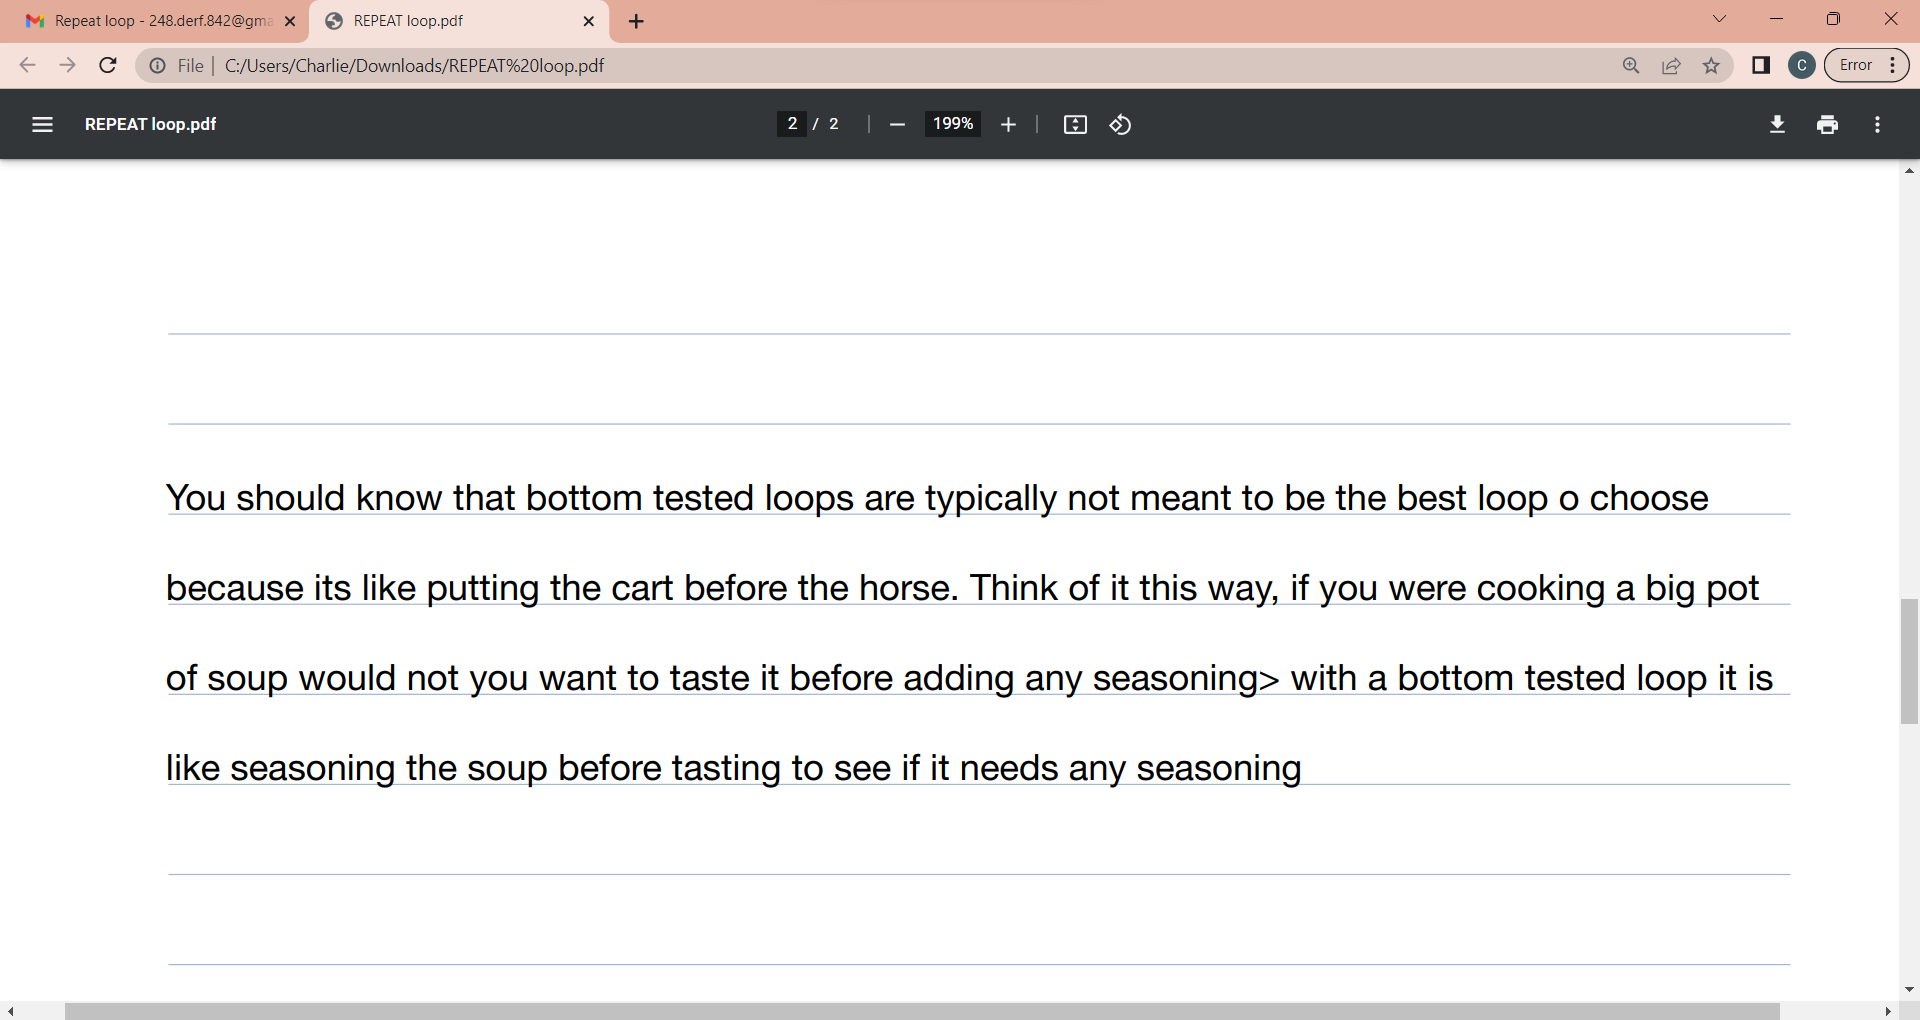 Repeat loop - 248.derf.842@gma
REPEAT loop.pdf
File | C:/Users/Charlie/Downloads/REPEAT%20loop.pdf
C
Error
REPEAT loop.pdf
2 / 2
199%
You should know that bottom tested loops are typically not meant to be the best loop o choose
because its like putting the cart before the horse. Think of it this way, if you were cooking a big pot
of soup would not you want to taste it before adding any seasoning> with a bottom tested loop it is
like seasoning the soup before tasting to see if it needs any seasoning